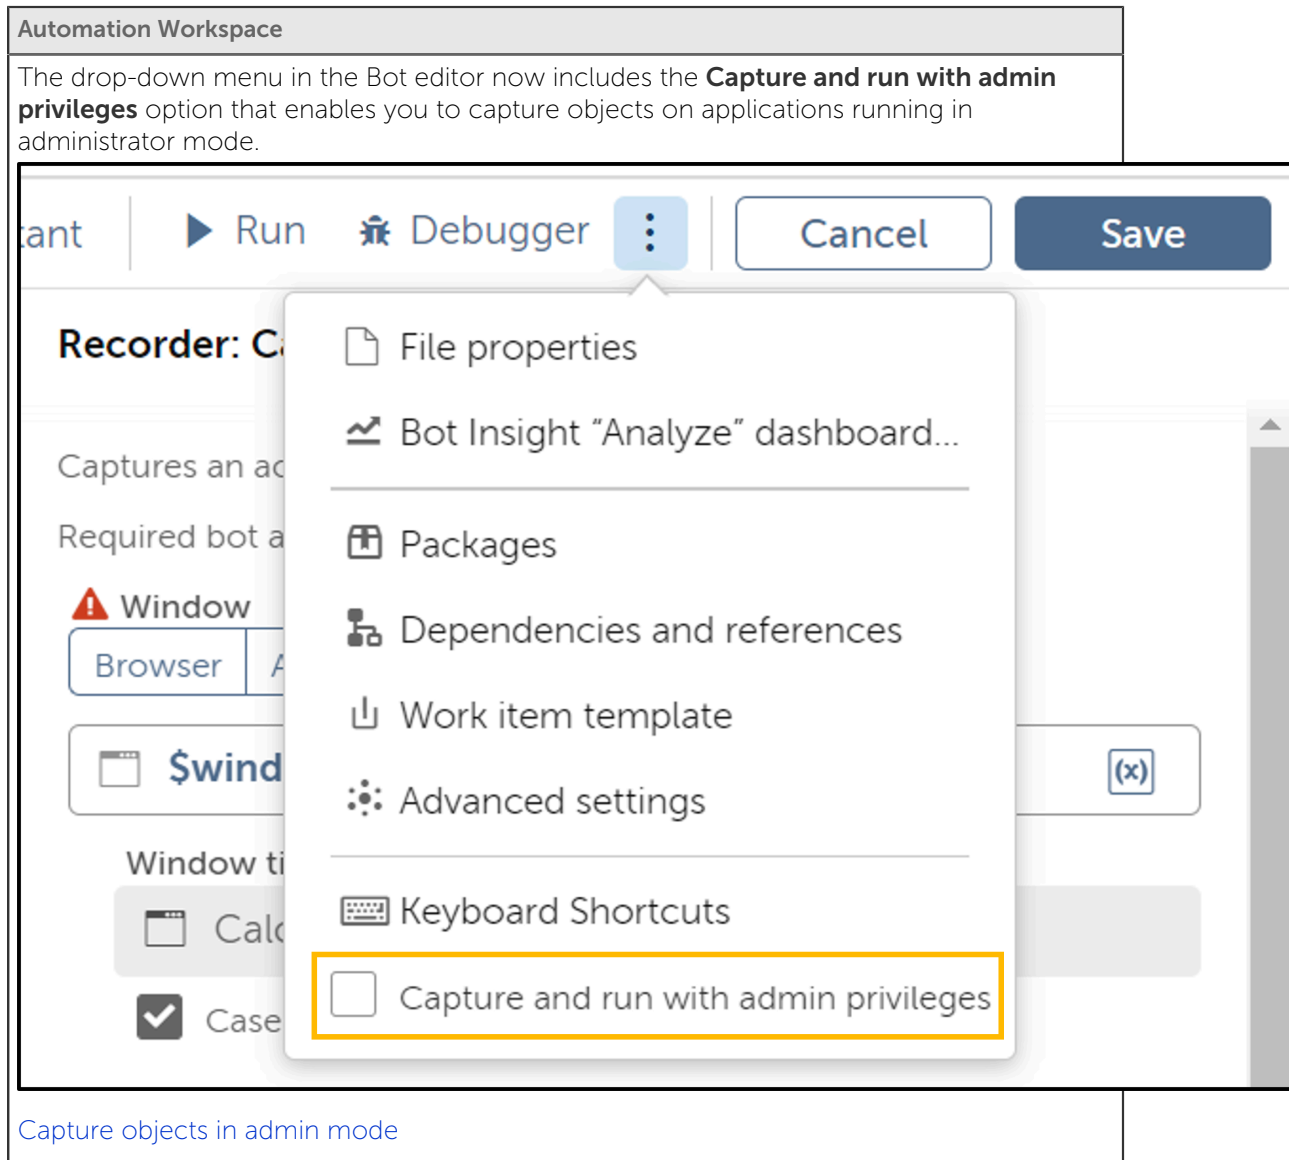 Automation Workspace
The drop-down menu in the Bot editor now includes the Capture and run with admin
privileges option that enables you to capture objects on applications running in
administrator mode.
tant Run Debugger Cancel Save
Recorder: Ca
File properties
Bot Insight “Analyze” dashboard...
Captures an ac
Required bot a
Packages
Window
Dependencies and references
Browser A
Work item template
$wind (x)
Advanced settings
Window ti
Keyboard Shortcuts
Calc
Capture and run with admin privileges
Case
Capture objects in admin mode